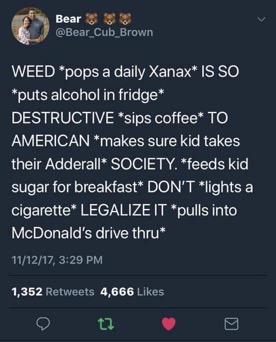 Bear 🐻 🐻 🐻
@Bear_Cub_Brown
WEED *pops a daily Xanax* IS SO
*puts alcohol in fridge*
DESTRUCTIVE *sips coffee* TO
AMERICAN *makes sure kid takes
their Adderall* SOCIETY. *feeds kid
sugar for breakfast* DON'T *lights a
cigarette* LEGALIZE IT *pulls into
McDonald's drive thru*
11/12/17, 3:29 PM
1,352 Retweets 4,666 Likes